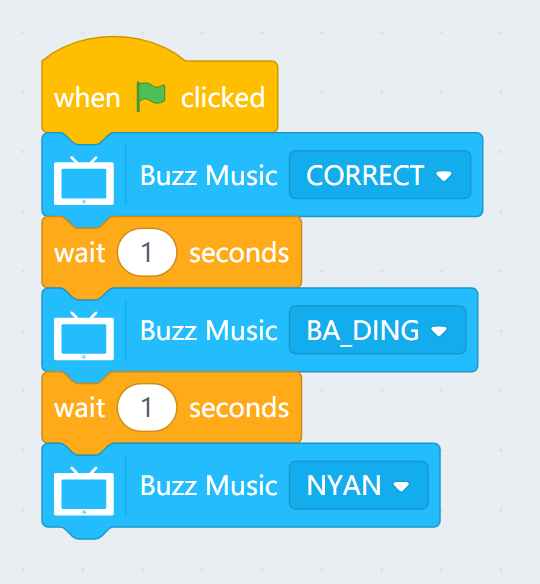 when clicked
Buzz Music CORRECT
wait 1 seconds
Buzz Music BA_DING
wait 1 seconds
Buzz Music NYAN